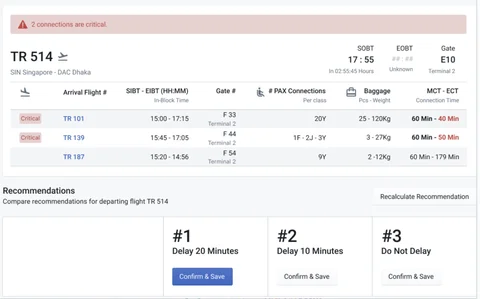 2 connections are critical.
TR 514
SIN Singapore - DAC Dhaka
SOBT
17 : 55
In 02:55:45 Hours
EOBT
## : ##
Unknown
Gate
E10
Terminal 2
Arrival Flight #
SIBT - EIBT (HH:MM)
In-Block Time
Gate #
# PAX Connections
Per class
Baggage
Pcs - Weight
MCT - ECT
Connection Time
Critical TR 101 15:00 - 17:15 F 33 Terminal 2 20Y 25 - 120Kg 60 Min - 40 Min
Critical TR 139 15:45 - 17:05 F 44 Terminal 2 1F - 2J - 3Y 3 - 27Kg 60 Min - 50 Min
TR 187 15:20 - 14:56 F 54 Terminal 2 9Y 2 -12Kg 60 Min - 179 Min
Recommendations
Compare recommendations for departing flight TR 514
Recalculate Recommendation
#1
Delay 20 Minutes
Confirm & Save
#2
Delay 10 Minutes
Confirm & Save
#3
Do Not Delay
Confirm & Save